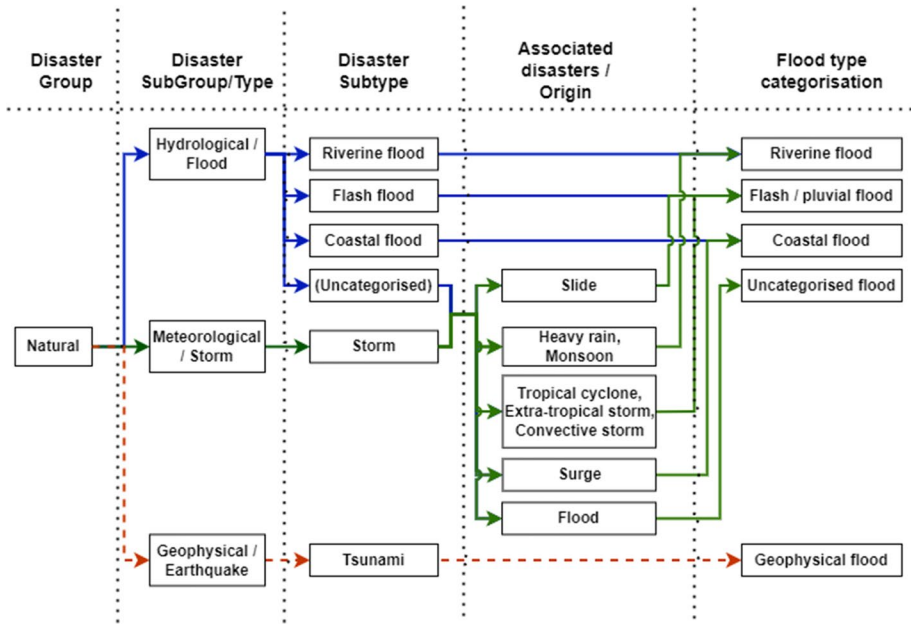 Disaster
Group
Disaster
SubGroup/Type
Disaster
Subtype
Associated
disasters /
Origin
Flood type
categorisation
Hydrological /
Flood
Riverine flood
Riverine flood
Flash flood
Flash / pluvial flood
Coastal flood
Coastal flood
(Uncategorised)
Slide
Uncategorised flood
Natural
Meteorological
/ Storm
Storm
Heavy rain,
Monsoon
Tropical cyclone,
Extra-tropical storm,
Convective storm
Surge
Flood
Geophysical /
Earthquake
Tsunami
Geophysical flood